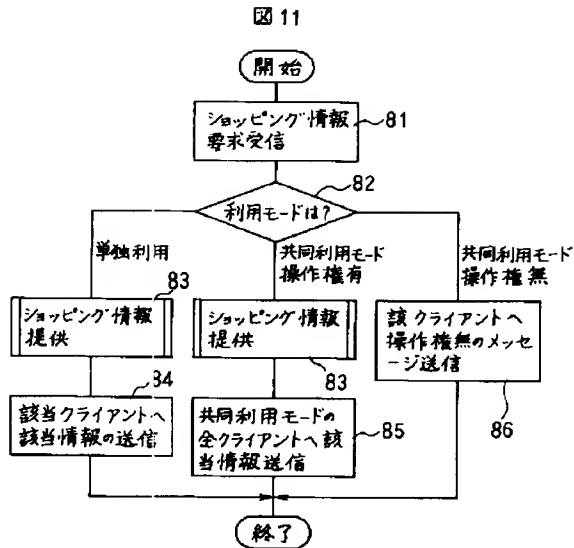 図 11
開始
ショッピング情報
要求受信
81
82
利用モードは?
単独利用
共同利用モード
操作権有
共同利用モード
操作権無
83
ショッピング情報
提供
ショッピング情報
提供
83
該クライアントへ
操作権無のメッセ
ージ送信
86
84
該当クライアントへ
該当情報の送信
共同利用モードの
全クライアントへ該
当情報送信
85
終了